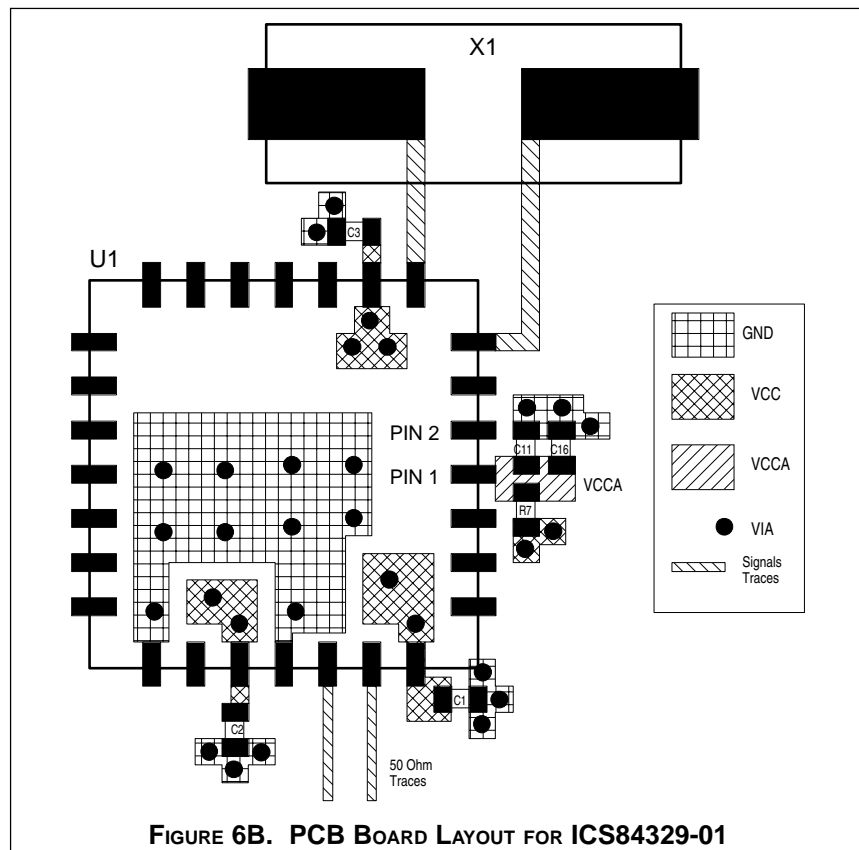 X1
C3
U1
GND
VCC
VCCA
VIA
Signals
Traces
PIN 2
PIN 1
C11
C16
VCCA
R7
C1
C2
50 Ohm
Traces
FIGURE 6B. PCB BOARD LAYOUT FOR ICS84329-01